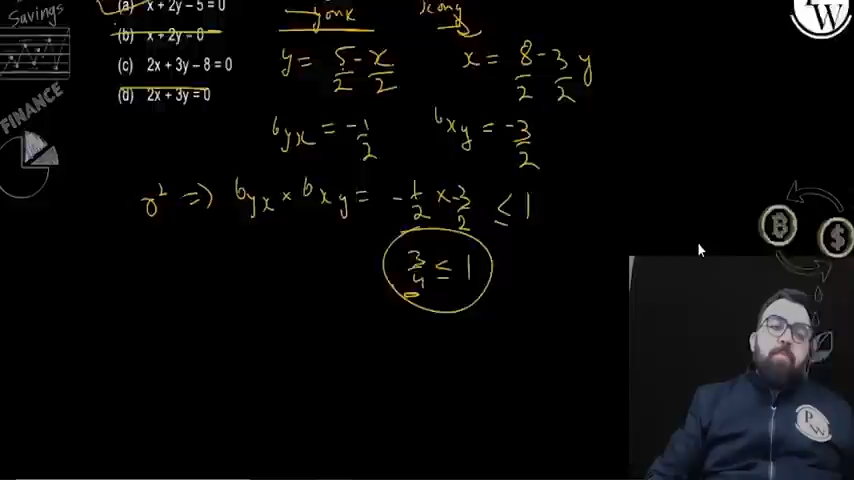 Savings
(a) x + 2y – 5 = 0
(b) x + 2y – 0
(c) 2x + 3y – 8 = 0
(d) 2x + 3y = 0
FINANCE
y = 5/2 - x/2
x = 8/2 - 3/2 y
byx = -1/2
bxy = -3/2
r² => byx × bxy = -1/2 × -3/2 ≤ 1
3/4 ≤ 1
W
B
$
P
W